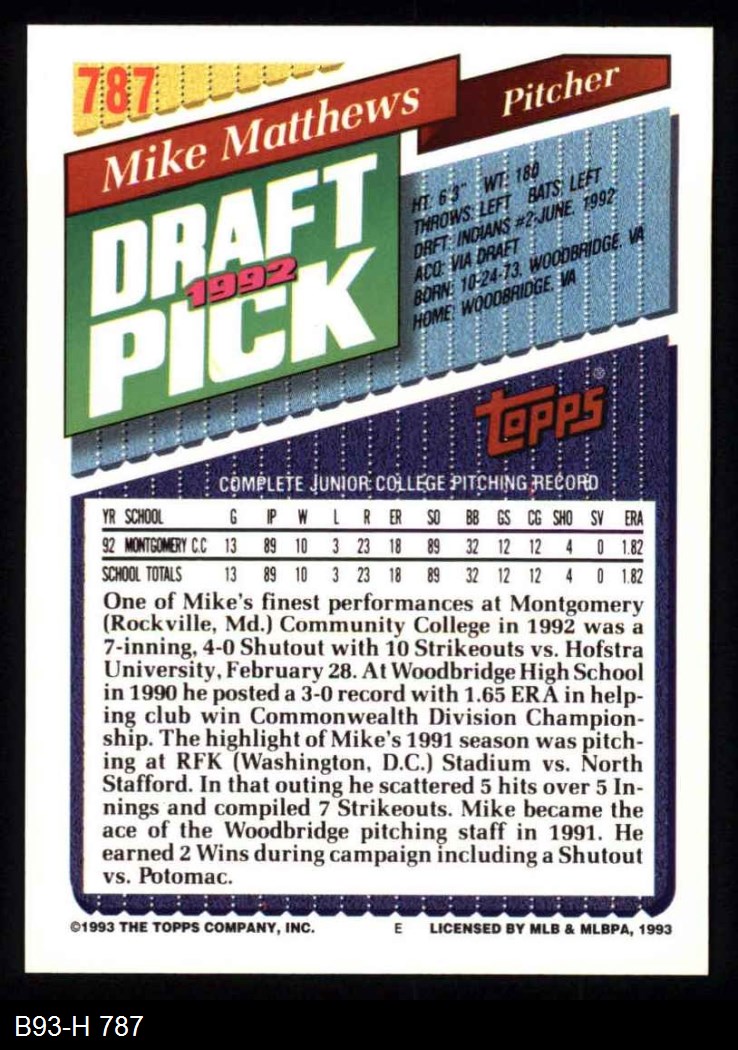 787
Mike Matthews
Pitcher
DRAFT
1992
PICK
HT: 6'3" WT: 180
THROWS: LEFT BATS: LEFT
DRFT: INDIANS #2-JUNE, 1992
ACQ: VIA DRAFT
BORN: 10-24-73, WOODBRIDGE, VA
HOME: WOODBRIDGE, VA
topps®
COMPLETE JUNIOR COLLEGE PITCHING RECORD
YR SCHOOL G IP W L R ER SO BB GS CG SHO SV ERA
92 MONTGOMERY C.C 13 89 10 3 23 18 89 32 12 12 4 0 1.82
SCHOOL TOTALS 13 89 10 3 23 18 89 32 12 12 4 0 1.82
One of Mike's finest performances at Montgomery
(Rockville, Md.) Community College in 1992 was a
7-inning, 4-0 Shutout with 10 Strikeouts vs. Hofstra
University, February 28. At Woodbridge High School
in 1990 he posted a 3-0 record with 1.65 ERA in help-
ing club win Commonwealth Division Champion-
ship. The highlight of Mike's 1991 season was pitch-
ing at RFK (Washington, D.C.) Stadium vs. North
Stafford. In that outing he scattered 5 hits over 5 In-
nings and compiled 7 Strikeouts. Mike became the
ace of the Woodbridge pitching staff in 1991. He
earned 2 Wins during campaign including a Shutout
vs. Potomac.
©1993 THE TOPPS COMPANY, INC. E LICENSED BY MLB & MLBPA, 1993
B93-H 787